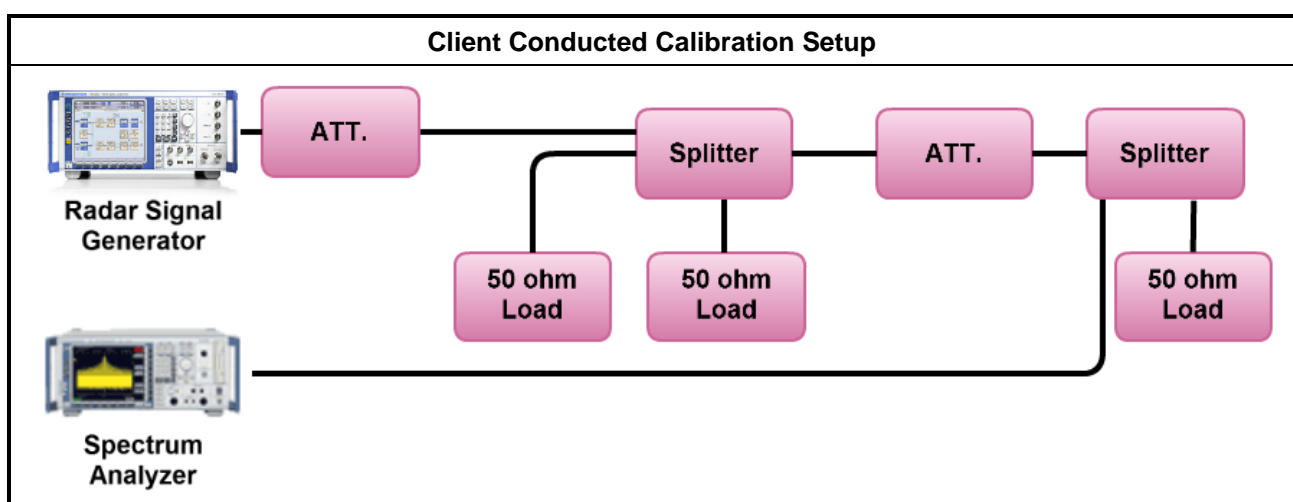 Client Conducted Calibration Setup
ATT.
Splitter
ATT.
Splitter
Radar Signal
Generator
50 ohm
Load
50 ohm
Load
50 ohm
Load
Spectrum
Analyzer